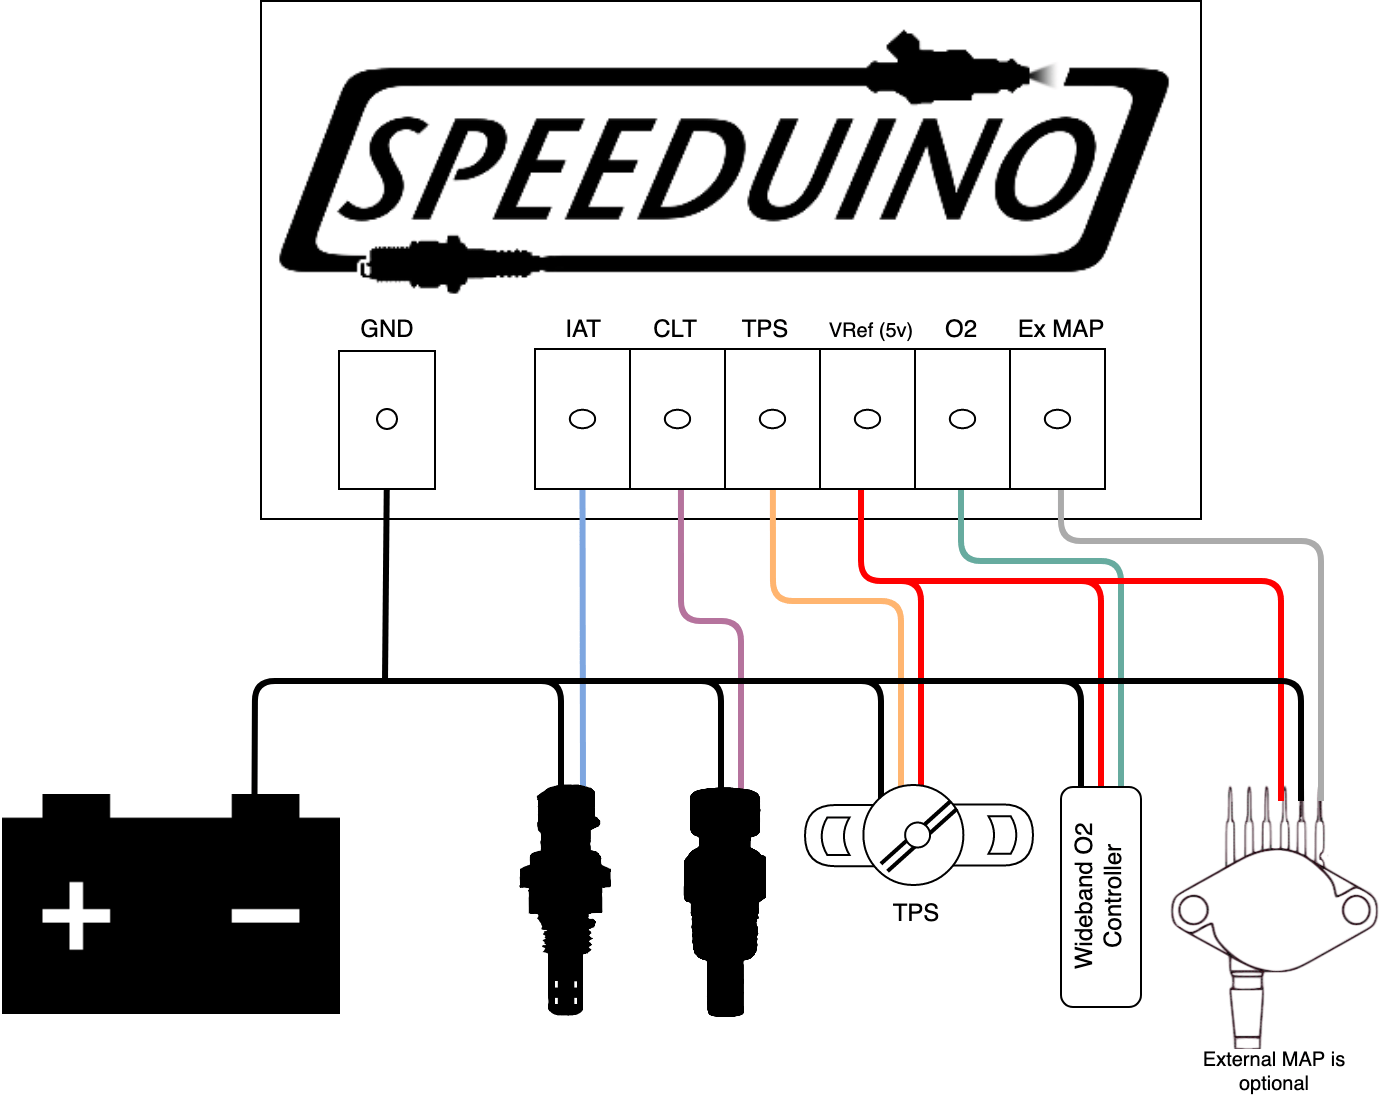 SPEEDUINO
GND
IAT
CLT
TPS
VRef (5v)
O2
Ex MAP
+
−
TPS
Wideband O2
Controller
External MAP is
optional